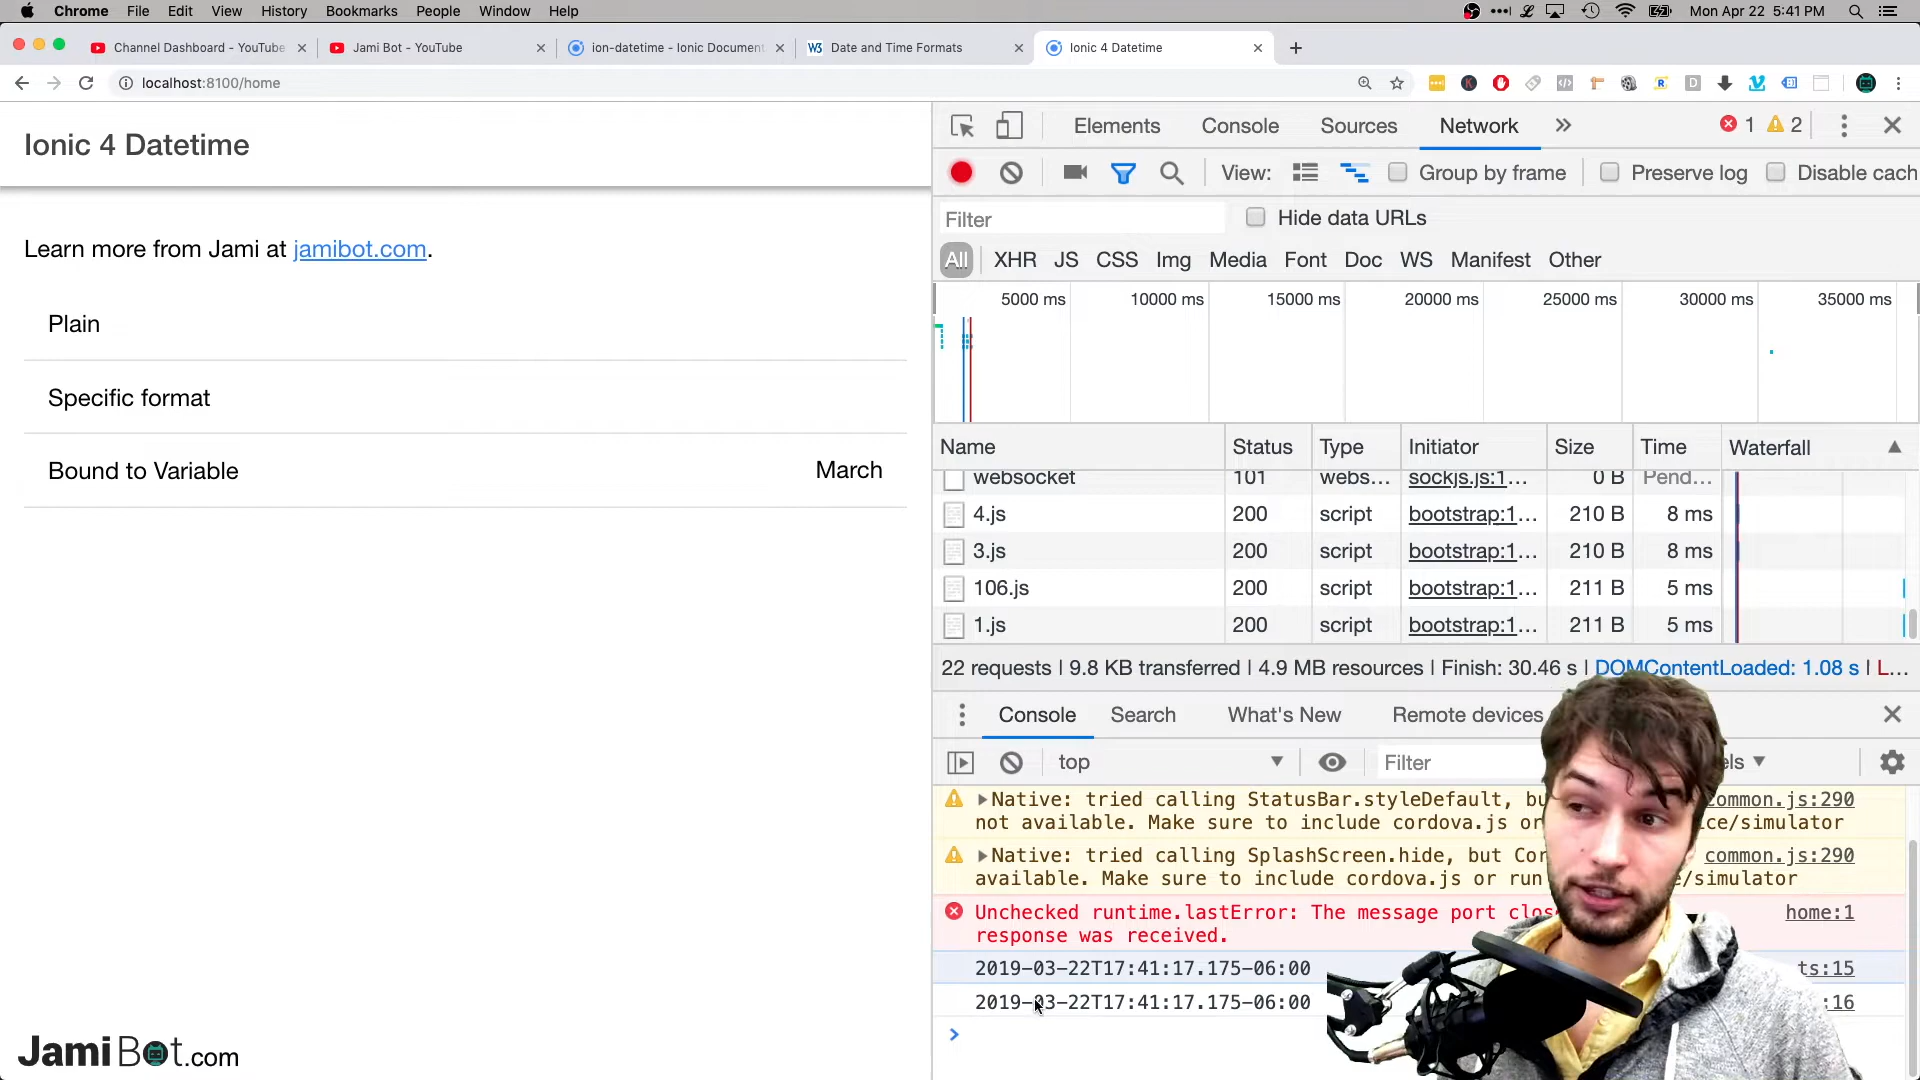 Chrome File Edit View History Bookmarks People Window Help Mon Apr 22 5:41 PM
Channel Dashboard - YouTube Jami Bot - YouTube ion-datetime - Ionic Document Date and Time Formats Ionic 4 Datetime
localhost:8100/home
Ionic 4 Datetime
Learn more from Jami at jamibot.com.
Plain
Specific format
Bound to Variable March
JamiBot.com
Elements Console Sources Network 1 2
View: Group by frame Preserve log Disable cach
Filter Hide data URLs
All XHR JS CSS Img Media Font Doc WS Manifest Other
5000 ms 10000 ms 15000 ms 20000 ms 25000 ms 30000 ms 35000 ms
Name Status Type Initiator Size Time Waterfall
websocket 101 webs... sockjs.js:1... 0 B Pend...
4.js 200 script bootstrap:1... 210 B 8 ms
3.js 200 script bootstrap:1... 210 B 8 ms
106.js 200 script bootstrap:1... 211 B 5 ms
1.js 200 script bootstrap:1... 211 B 5 ms
22 requests | 9.8 KB transferred | 4.9 MB resources | Finish: 30.46 s | DOMContentLoaded: 1.08 s | L...
Console Search What's New Remote devices
top Filter els
Native: tried calling StatusBar.styleDefault, bu common.js:290
not available. Make sure to include cordova.js or ice/simulator
Native: tried calling SplashScreen.hide, but Cor common.js:290
available. Make sure to include cordova.js or run e/simulator
Unchecked runtime.lastError: The message port clos home:1
response was received.
2019-03-22T17:41:17.175-06:00 ts:15
2019-03-22T17:41:17.175-06:00 :16